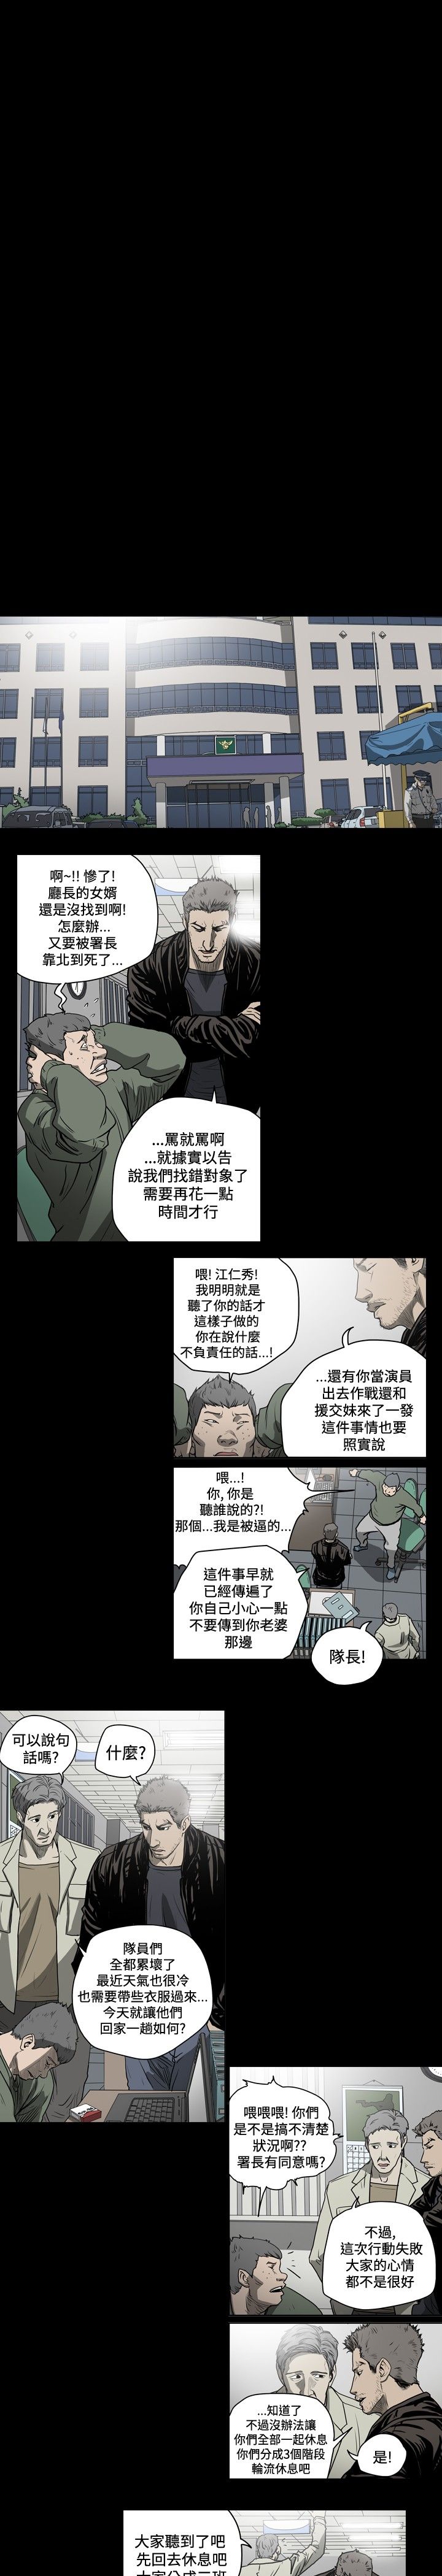 啊~!! 慘了!
廳長的女婿
還是沒找到啊!
怎麼辦...
又要被署長
靠北到死了...
...罵就罵啊
...就據實以告
說我們找錯對象了
需要再花一點
時間才行
喂! 江仁秀!
我明明就是
聽了你的話才
這樣子做的
你在說什麼
不負責任的話...!
...還有你當演員
出去作戰還和
援交妹來了一發
這件事情也要
照實說
喂...!
你, 你是
聽誰說的?!
那個...我是被逼的...
這件事早就
已經傳遍了
你自己小心一點
不要傳到你老婆
那邊
隊長!
可以說句
話嗎?
什麼?
隊員們
全都累壞了
最近天氣也很冷
也需要帶些衣服過來...
今天就讓他們
回家一趟如何?
喂喂喂! 你們
是不是搞不清楚
狀況啊??
署長有同意嗎?
不過,
這次行動失敗
大家的心情
都不是很好
...知道了
不過沒辦法讓
你們全部一起休息
你們分成3個階段
輪流休息吧
是!
大家聽到了吧
先回去休息吧
大家分成三班